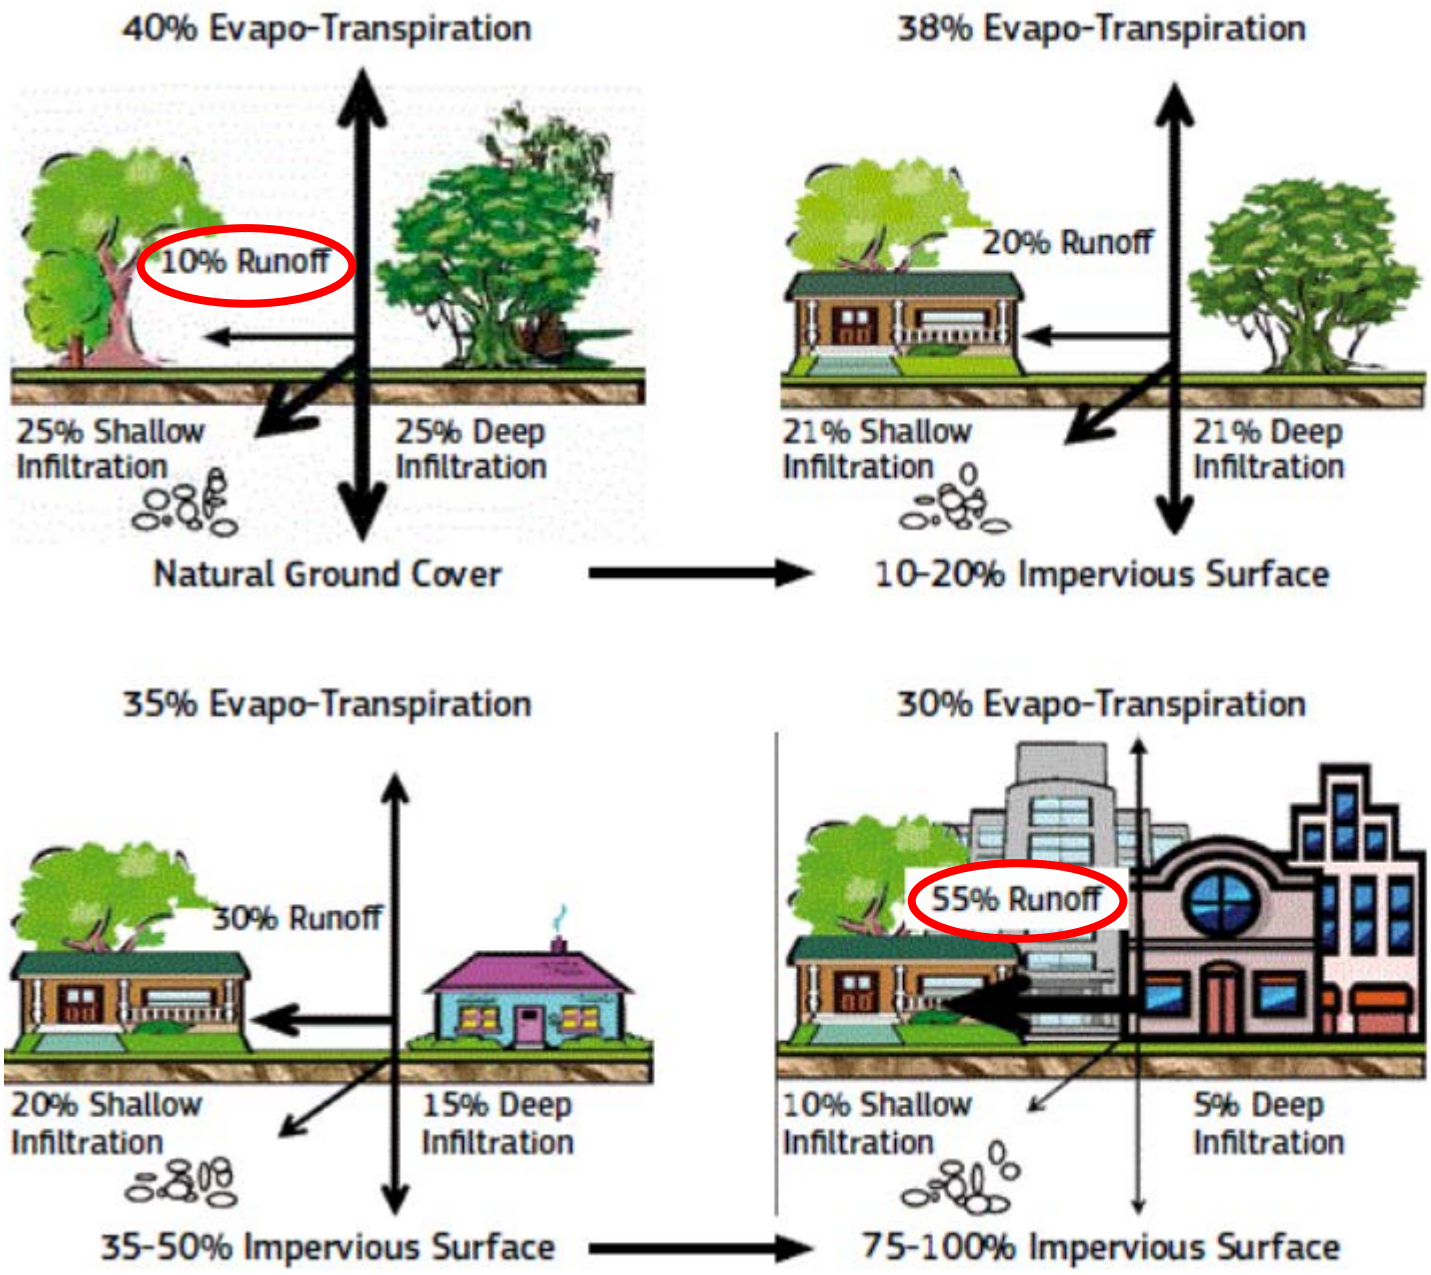 40% Evapo-Transpiration
10% Runoff
25% Shallow
Infiltration
25% Deep
Infiltration
Natural Ground Cover
38% Evapo-Transpiration
20% Runoff
21% Shallow
Infiltration
21% Deep
Infiltration
10-20% Impervious Surface
35% Evapo-Transpiration
30% Runoff
20% Shallow
Infiltration
15% Deep
Infiltration
35-50% Impervious Surface
30% Evapo-Transpiration
55% Runoff
10% Shallow
Infiltration
5% Deep
Infiltration
75-100% Impervious Surface